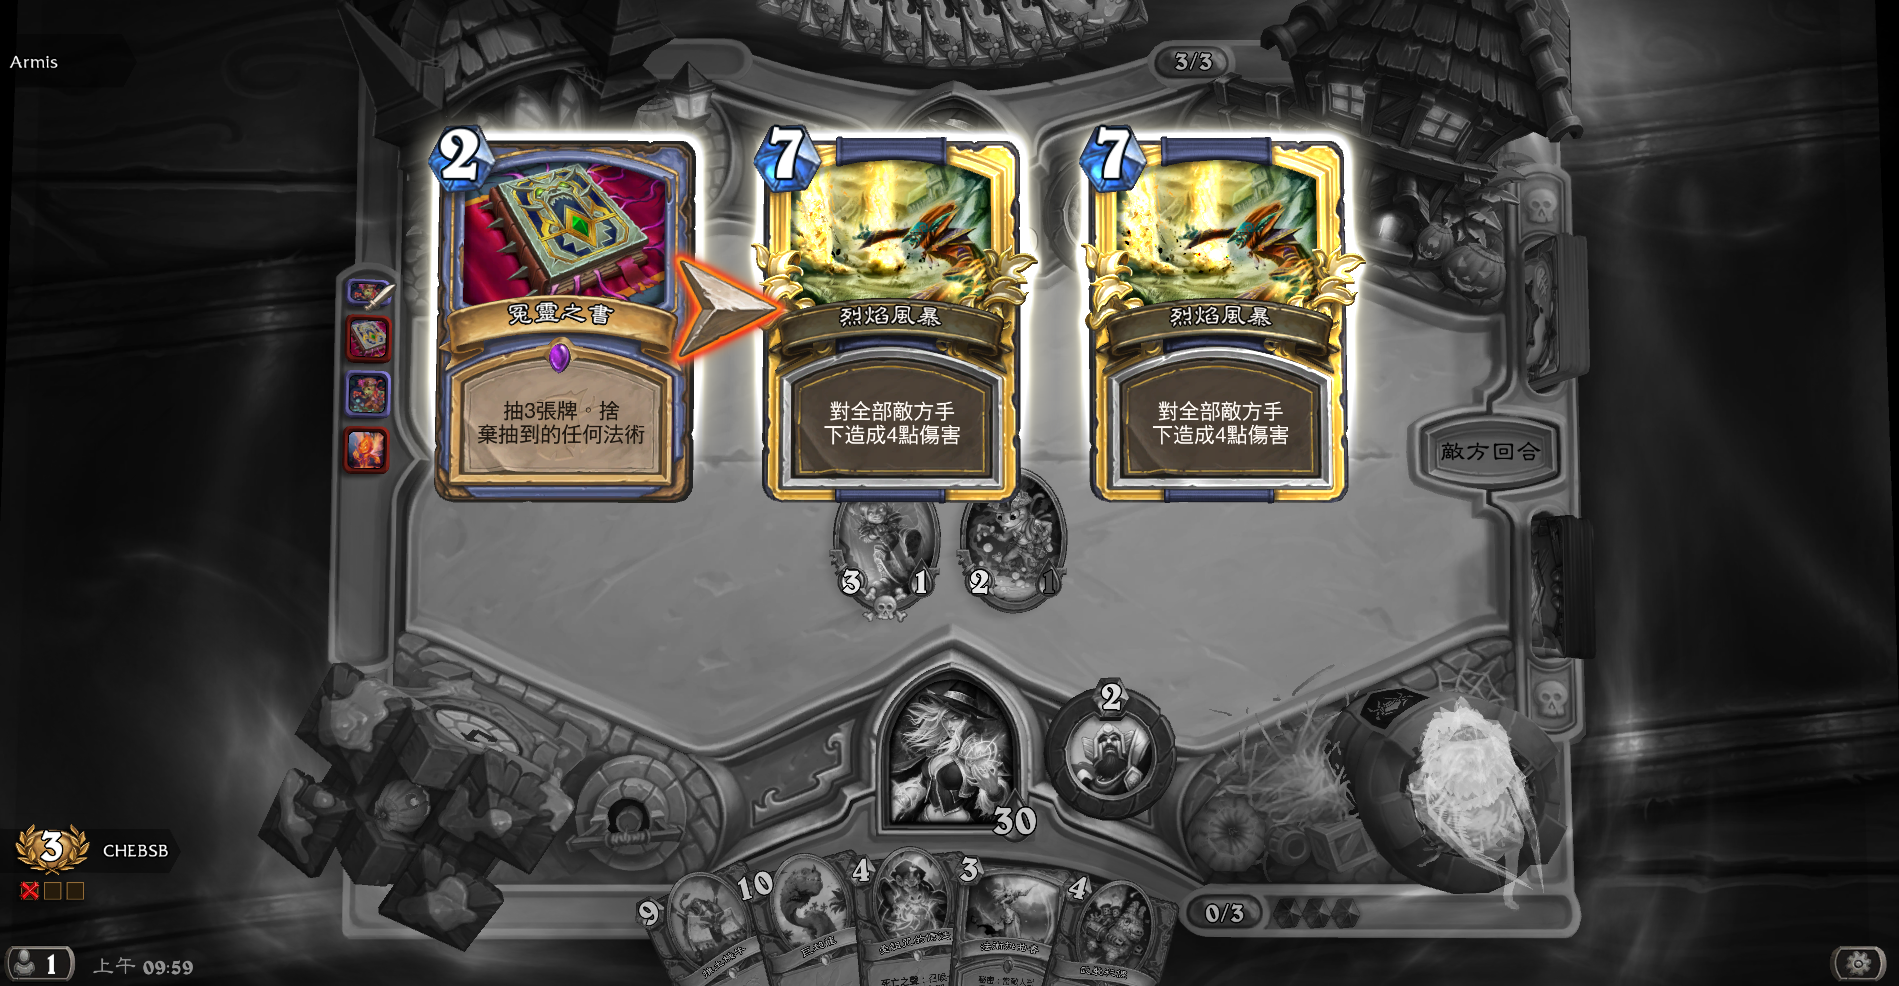 Armis
3/3
2
7
7
冤靈之書
烈焰風暴
烈焰風暴
抽3張牌。捨
棄抽到的任何法術
對全部敵方手
下造成4點傷害
對全部敵方手
下造成4點傷害
敵方回合
3
1
2
1
2
30
3
CHEBSB
9
10
4
3
4
0/3
1
上午 09:59